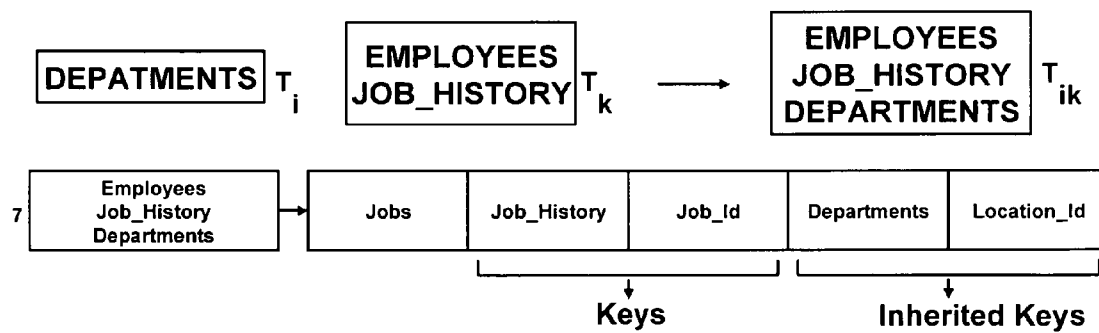 DEPATMENTS T i
EMPLOYEES
JOB_HISTORY T k
EMPLOYEES
JOB_HISTORY
DEPARTMENTS T ik
7
Employees
Job_History
Departments
Jobs Job_History Job_Id Departments Location_Id
Keys Inherited Keys